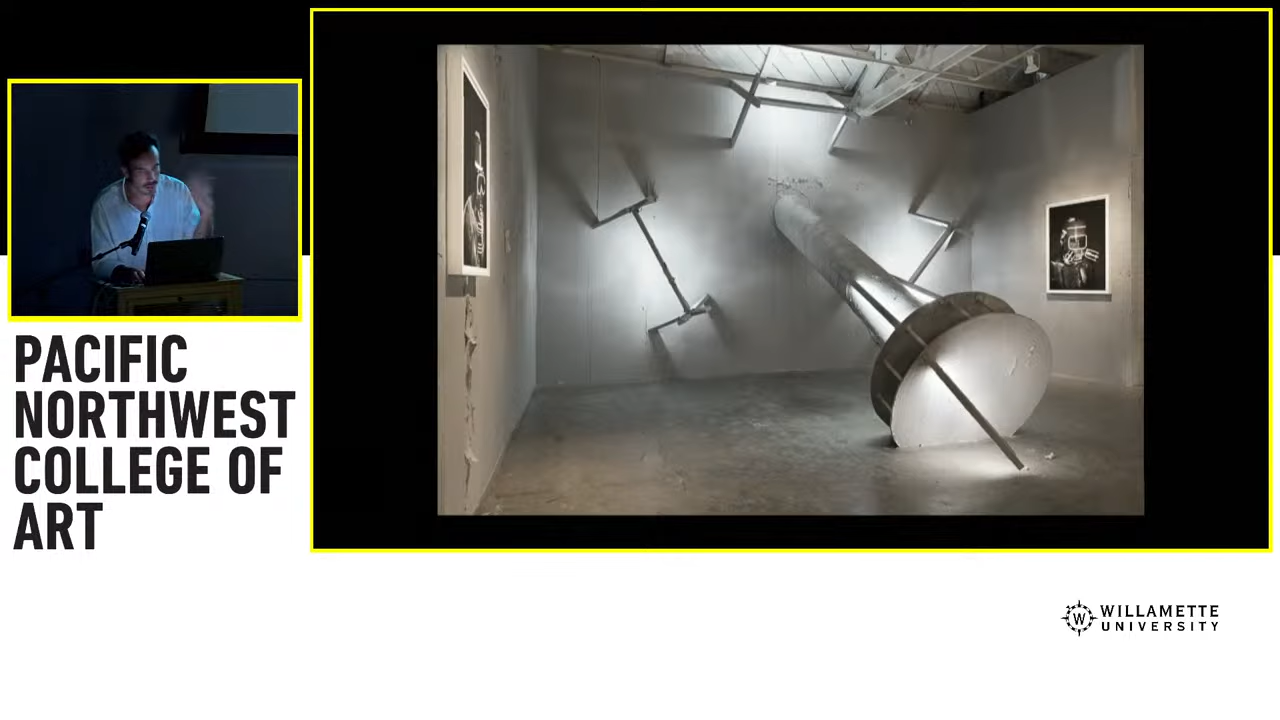 PACIFIC
NORTHWEST
COLLEGE OF
ART
WILLAMETTE
UNIVERSITY